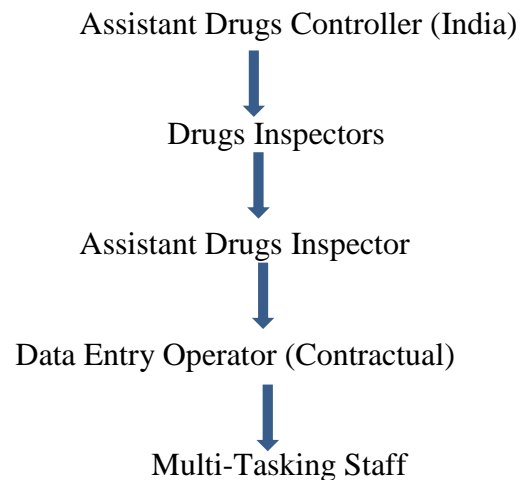 Assistant Drugs Controller (India)
Drugs Inspectors
Assistant Drugs Inspector
Data Entry Operator (Contractual)
Multi-Tasking Staff